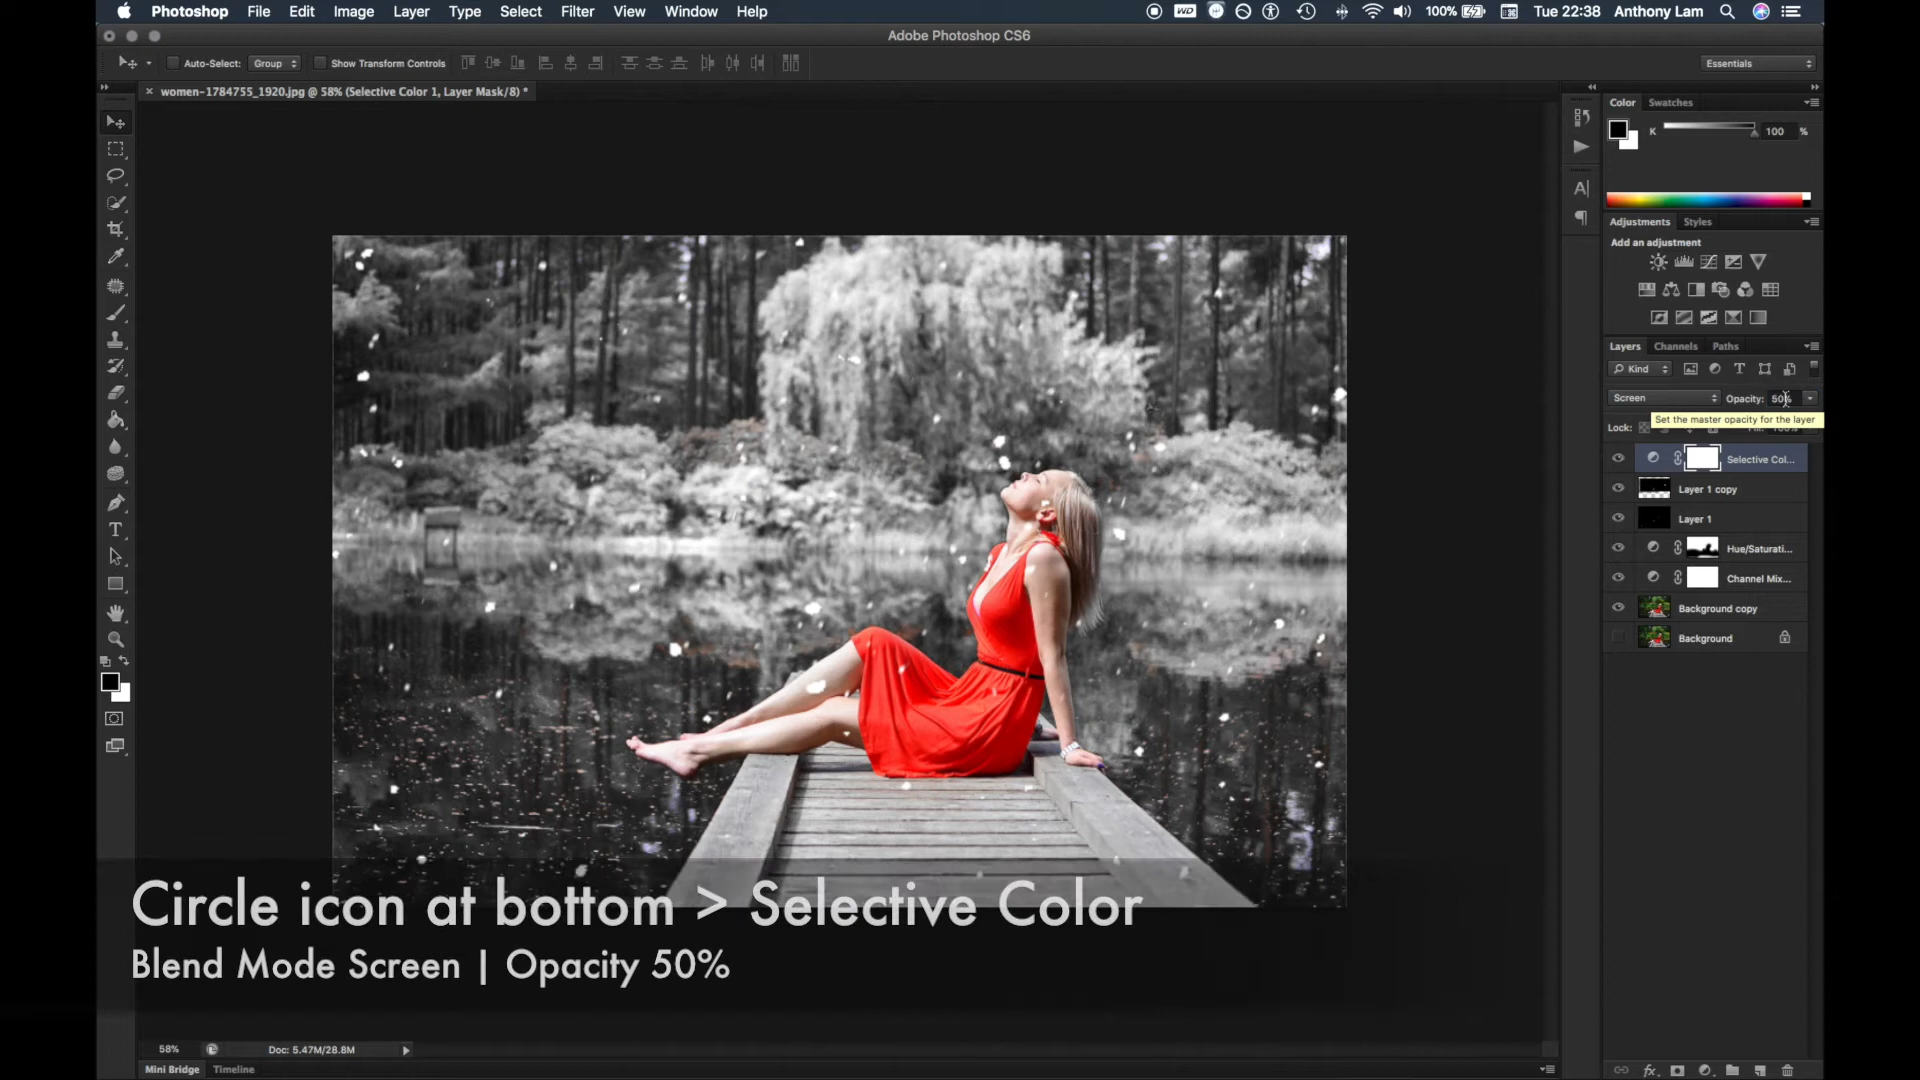 Photoshop File Edit Image Layer Type Select Filter View Window Help WD 100% Tue 22:38 Anthony Lam
Adobe Photoshop CS6
Auto-Select: Group Show Transform Controls Essentials
× women-1784755_1920.jpg @ 58% (Selective Color 1, Layer Mask/8) *
Color Swatches
K 100 %
Adjustments Styles
Add an adjustment
Layers Channels Paths
Kind
Screen Opacity: 50%
Set the master opacity for the layer
Lock:
Selective Col...
Layer 1 copy
Layer 1
Hue/Saturati...
Channel Mix...
Background copy
Background
Circle icon at bottom > Selective Color
Blend Mode Screen | Opacity 50%
58% Doc: 5.47M/28.8M
Mini Bridge Timeline